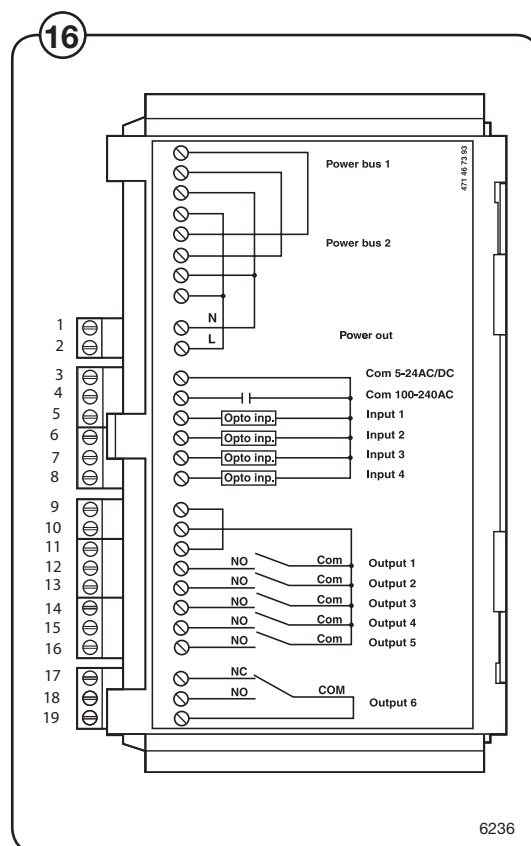 16
471 46 73 93
Power bus 1
Power bus 2
N
1
L
Power out
2
3
Com 5-24AC/DC
4
Com 100-240AC
5
Opto inp.
Input 1
6
Opto inp.
Input 2
7
Opto inp.
Input 3
8
Opto inp.
Input 4
9
10
11
12
NO
Com
Output 1
13
NO
Com
Output 2
14
NO
Com
Output 3
15
NO
Com
Output 4
16
NO
Com
Output 5
17
NC
18
NO
COM
Output 6
19
6236